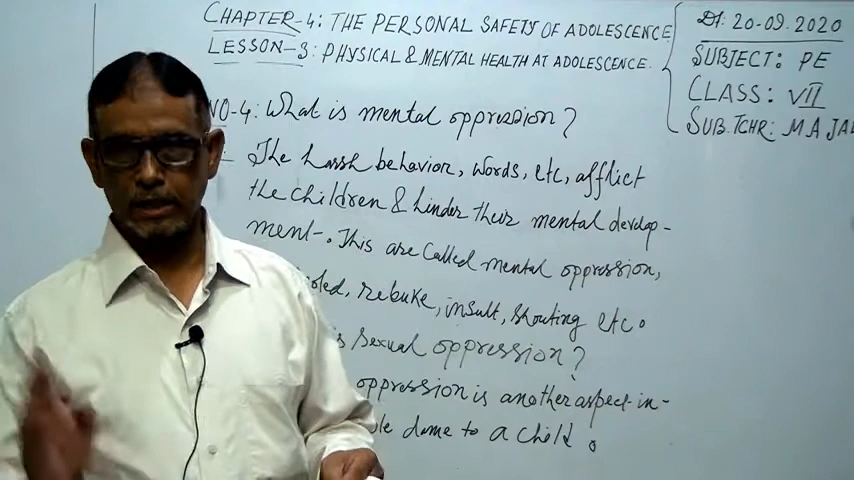 CHAPTER-4: THE PERSONAL SAFETY OF ADOLESCENCE
LESSON-3: PHYSICAL & MENTAL HEALTH AT ADOLESCENCE.
Dt: 20-09-2020
SUBJECT: PE
CLASS: VII
SUB. TCHR: M A JAL
NO-4: What is mental oppression?
The harsh behavior, words, etc, afflict
the children & hinder their mental develop-
ment-. This are called mental oppression,
rebuke, insult, shouting etc.
is sexual oppression?
oppression is another aspect in-
dome to a child.